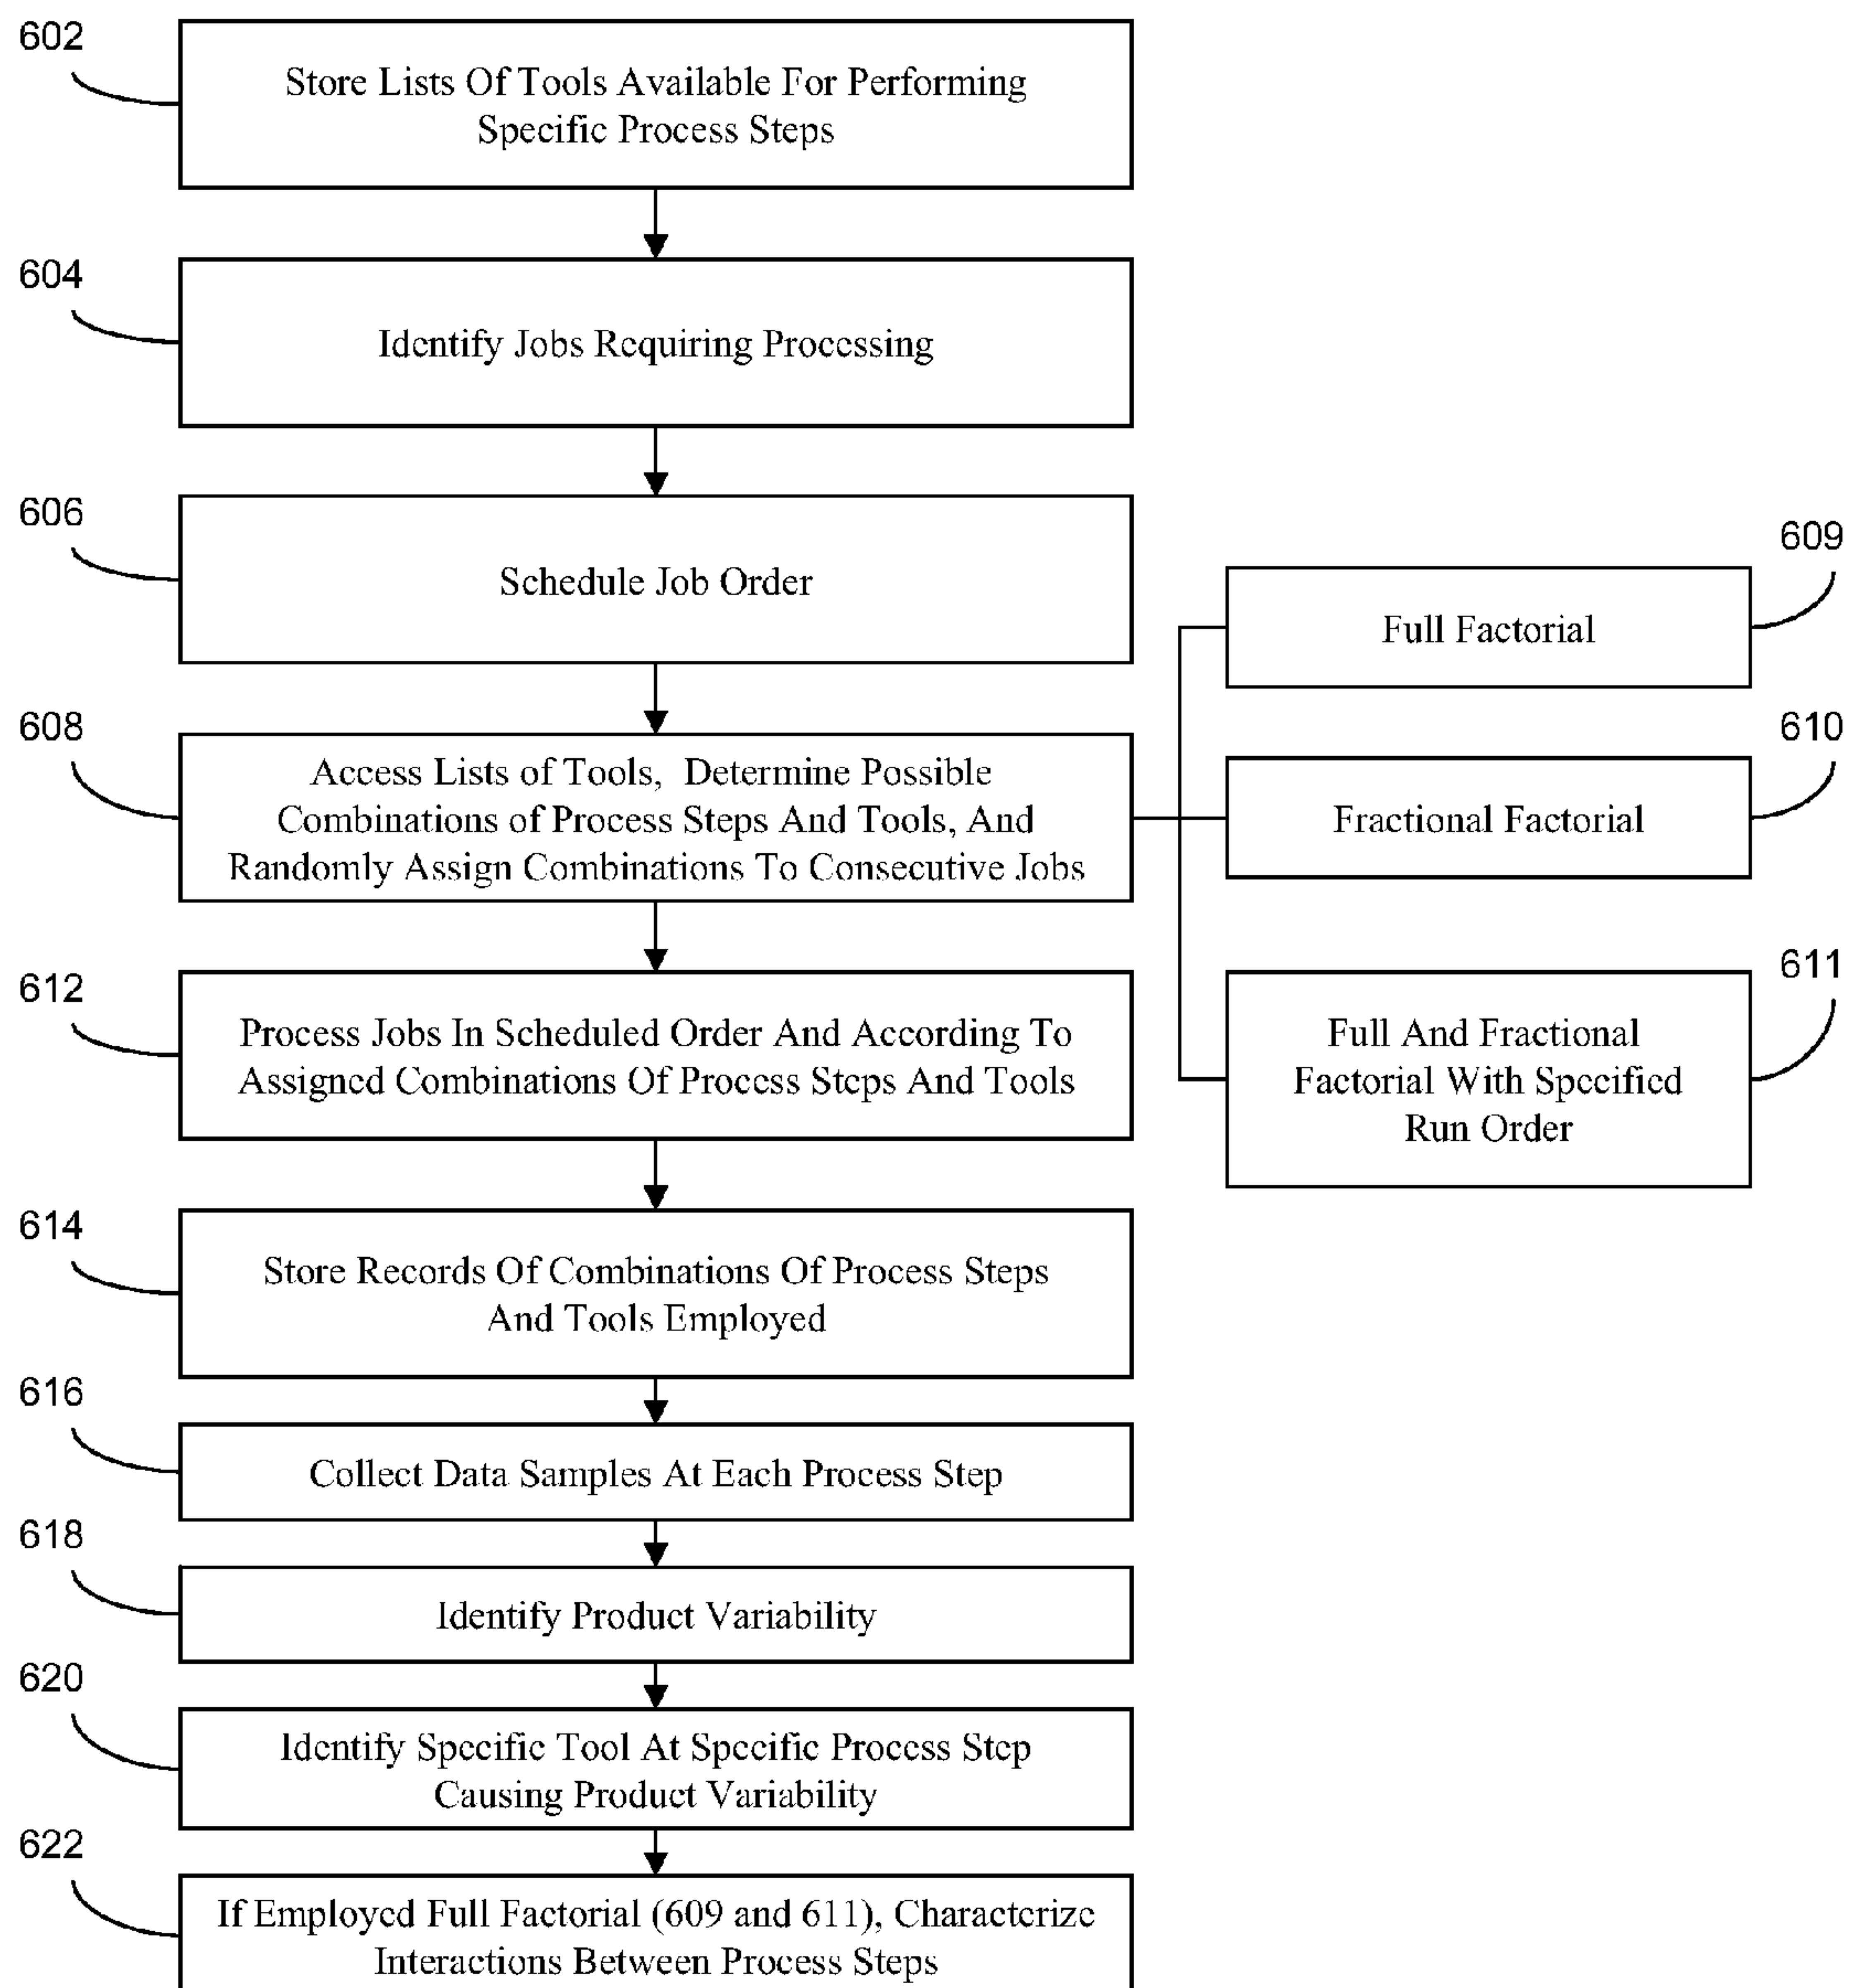 602
Store Lists Of Tools Available For Performing
Specific Process Steps
604
Identify Jobs Requiring Processing
606
Schedule Job Order
609
Full Factorial
608
Access Lists of Tools, Determine Possible
Combinations of Process Steps And Tools, And
Randomly Assign Combinations To Consecutive Jobs
610
Fractional Factorial
611
Full And Fractional
Factorial With Specified
Run Order
612
Process Jobs In Scheduled Order And According To
Assigned Combinations Of Process Steps And Tools
614
Store Records Of Combinations Of Process Steps
And Tools Employed
616
Collect Data Samples At Each Process Step
618
Identify Product Variability
620
Identify Specific Tool At Specific Process Step
Causing Product Variability
622
If Employed Full Factorial (609 and 611), Characterize
Interactions Between Process Steps